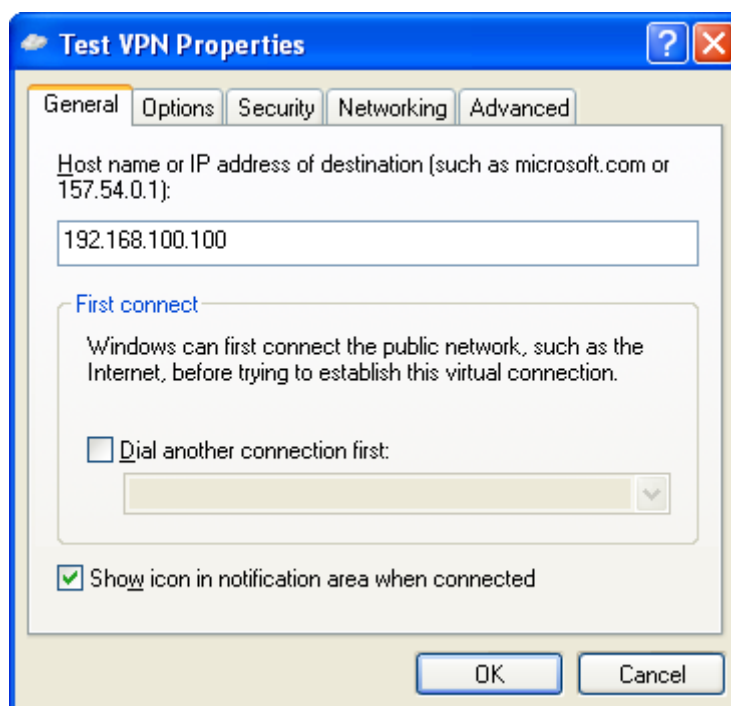 Test VPN Properties
General Options Security Networking Advanced
Host name or IP address of destination (such as microsoft.com or
157.54.0.1):
192.168.100.100
First connect
Windows can first connect the public network, such as the
Internet, before trying to establish this virtual connection.
Dial another connection first:
Show icon in notification area when connected
OK Cancel